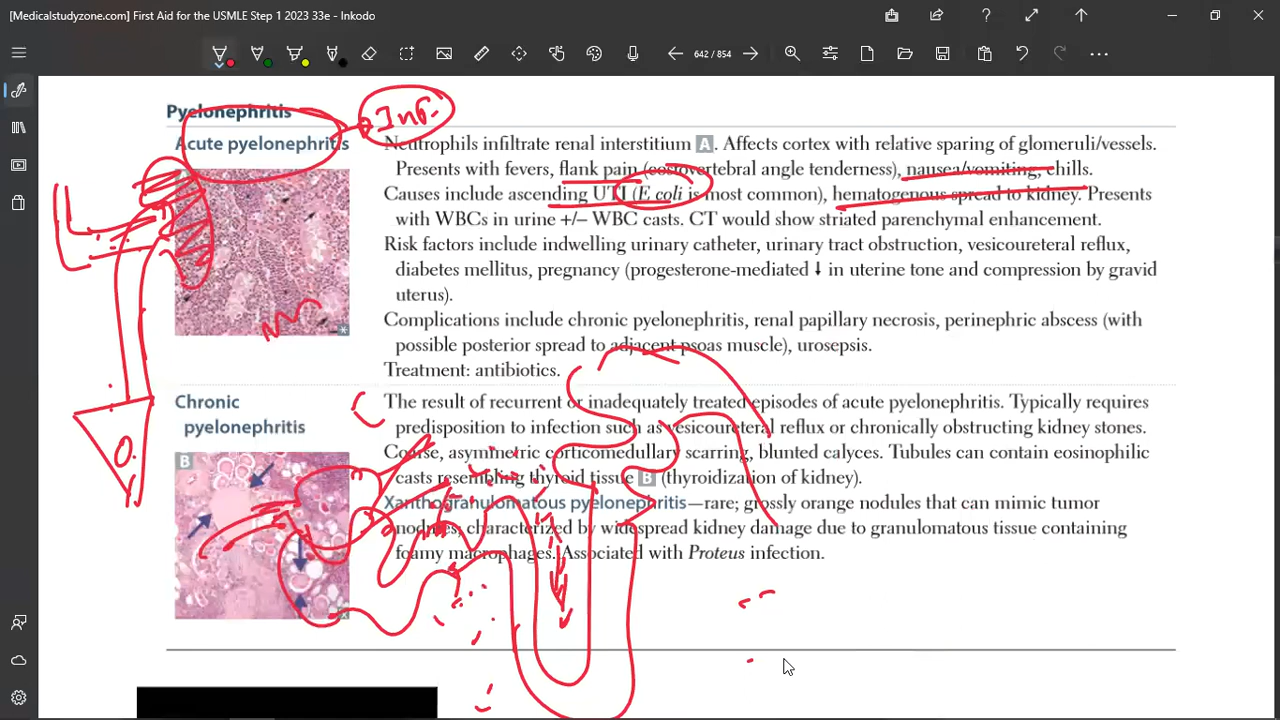 [Medicalstudyzone.com] First Aid for the USMLE Step 1 2023 33e - Inkodo
642 / 854
Pyelonephritis
Inf.
Acute pyelonephritis
Neutrophils infiltrate renal interstitium A. Affects cortex with relative sparing of glomeruli/vessels.
Presents with fevers, flank pain (costovertebral angle tenderness), nausea/vomiting, chills.
Causes include ascending UTI (E coli is most common), hematogenous spread to kidney. Presents
with WBCs in urine +/− WBC casts. CT would show striated parenchymal enhancement.
Risk factors include indwelling urinary catheter, urinary tract obstruction, vesicoureteral reflux,
diabetes mellitus, pregnancy (progesterone-mediated ↓ in uterine tone and compression by gravid
uterus).
Complications include chronic pyelonephritis, renal papillary necrosis, perinephric abscess (with
possible posterior spread to adjacent psoas muscle), urosepsis.
Treatment: antibiotics.
Chronic
pyelonephritis
The result of recurrent or inadequately treated episodes of acute pyelonephritis. Typically requires
predisposition to infection such as vesicoureteral reflux or chronically obstructing kidney stones.
Coarse, asymmetric corticomedullary scarring, blunted calyces. Tubules can contain eosinophilic
casts resembling thyroid tissue B (thyroidization of kidney).
B
Xanthogranulomatous pyelonephritis—rare; grossly orange nodules that can mimic tumor
nodules, characterized by widespread kidney damage due to granulomatous tissue containing
foamy macrophages. Associated with Proteus infection.